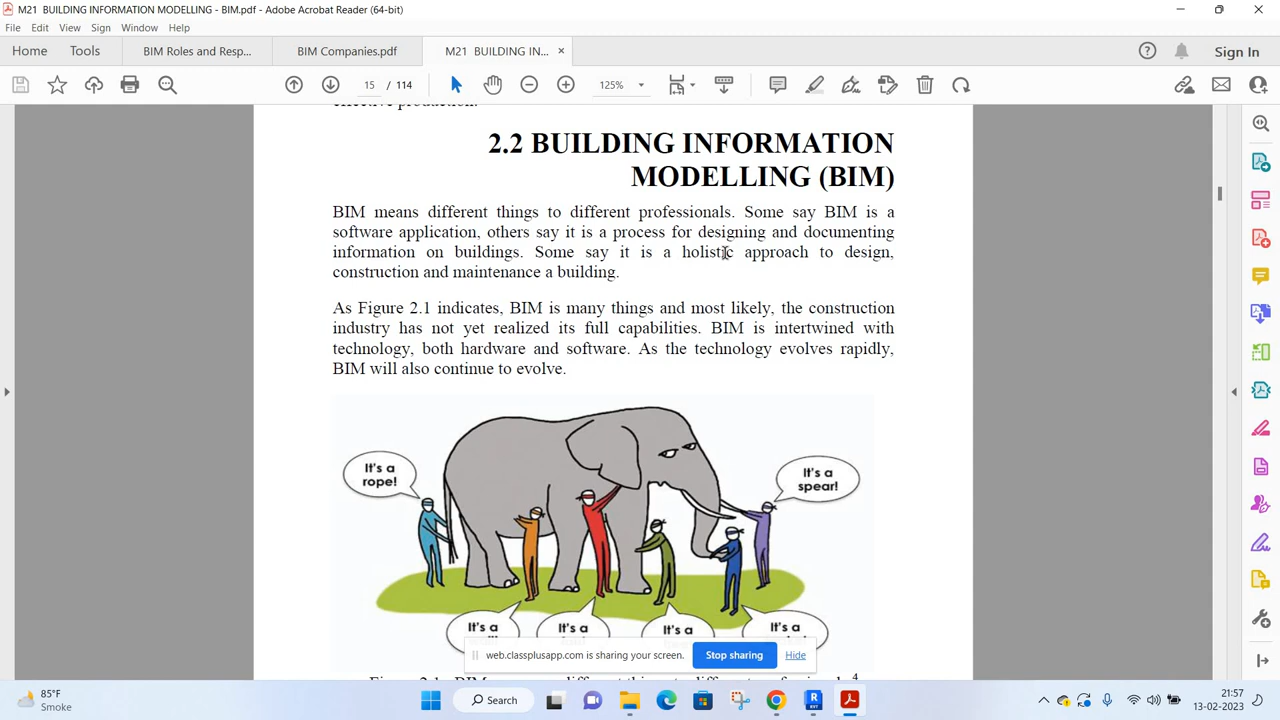 M21 BUILDING INFORMATION MODELLING - BIM.pdf - Adobe Acrobat Reader (64-bit)
File Edit View Sign Window Help
Home Tools BIM Roles and Resp... BIM Companies.pdf M21 BUILDING IN... × Sign In
15 / 114 125%
2.2 BUILDING INFORMATION
MODELLING (BIM)
BIM means different things to different professionals. Some say BIM is a
software application, others say it is a process for designing and documenting
information on buildings. Some say it is a holistic approach to design,
construction and maintenance a building.
As Figure 2.1 indicates, BIM is many things and most likely, the construction
industry has not yet realized its full capabilities. BIM is intertwined with
technology, both hardware and software. As the technology evolves rapidly,
BIM will also continue to evolve.
It's a
rope!
It's a
spear!
It's a
It's a
It's a
It's a
web.classplusapp.com is sharing your screen. Stop sharing Hide
85°F
Smoke
Search
21:57
13-02-2023